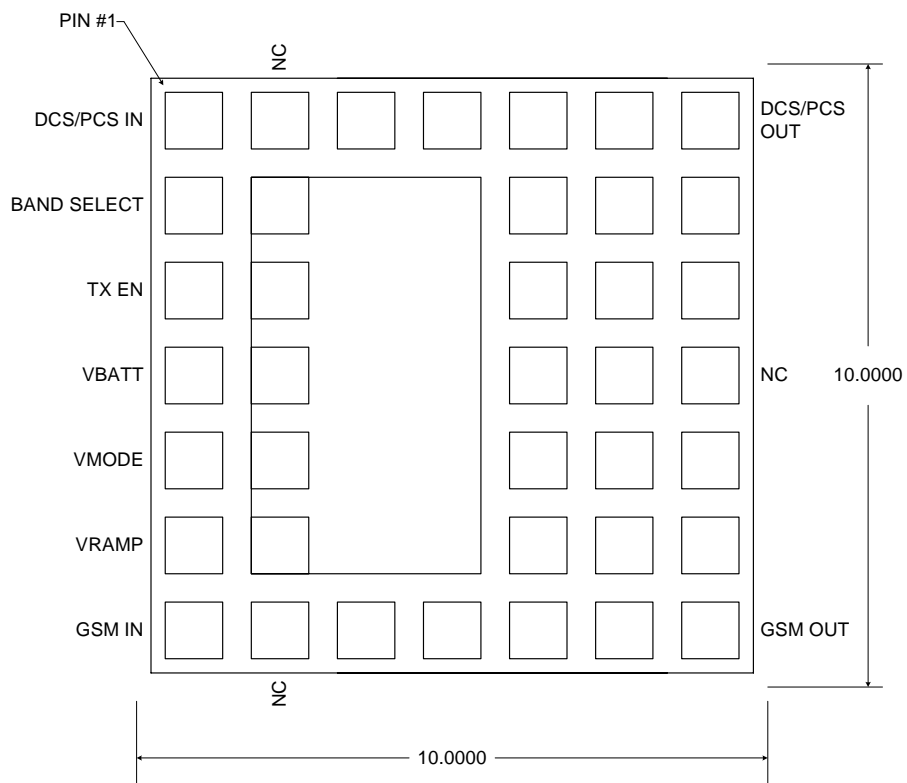 PIN #1
NC
DCS/PCS IN
DCS/PCS
OUT
BAND SELECT
TX EN
VBATT
NC
10.0000
VMODE
VRAMP
GSM IN
GSM OUT
NC
10.0000